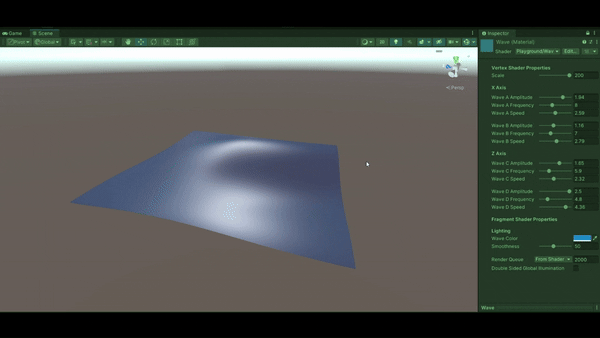 Game
Scene
Pivot
Global
2D
Persp
Inspector
Wave (Material)
Shader
Playground/Wav
Edit...
Vertex Shader Properties
Scale 200
X Axis
Wave A Amplitude 1.94
Wave A Frequency 8
Wave A Speed 2.59
Wave B Amplitude 1.16
Wave B Frequency 7
Wave B Speed 2.79
Z Axis
Wave C Amplitude 1.65
Wave C Frequency 5.9
Wave C Speed 2.32
Wave D Amplitude 2.5
Wave D Frequency 4.8
Wave D Speed 4.36
Fragment Shader Properties
Lighting
Wave Color
Smoothness 50
Render Queue From Shader 2000
Double Sided Global Illumination
Wave